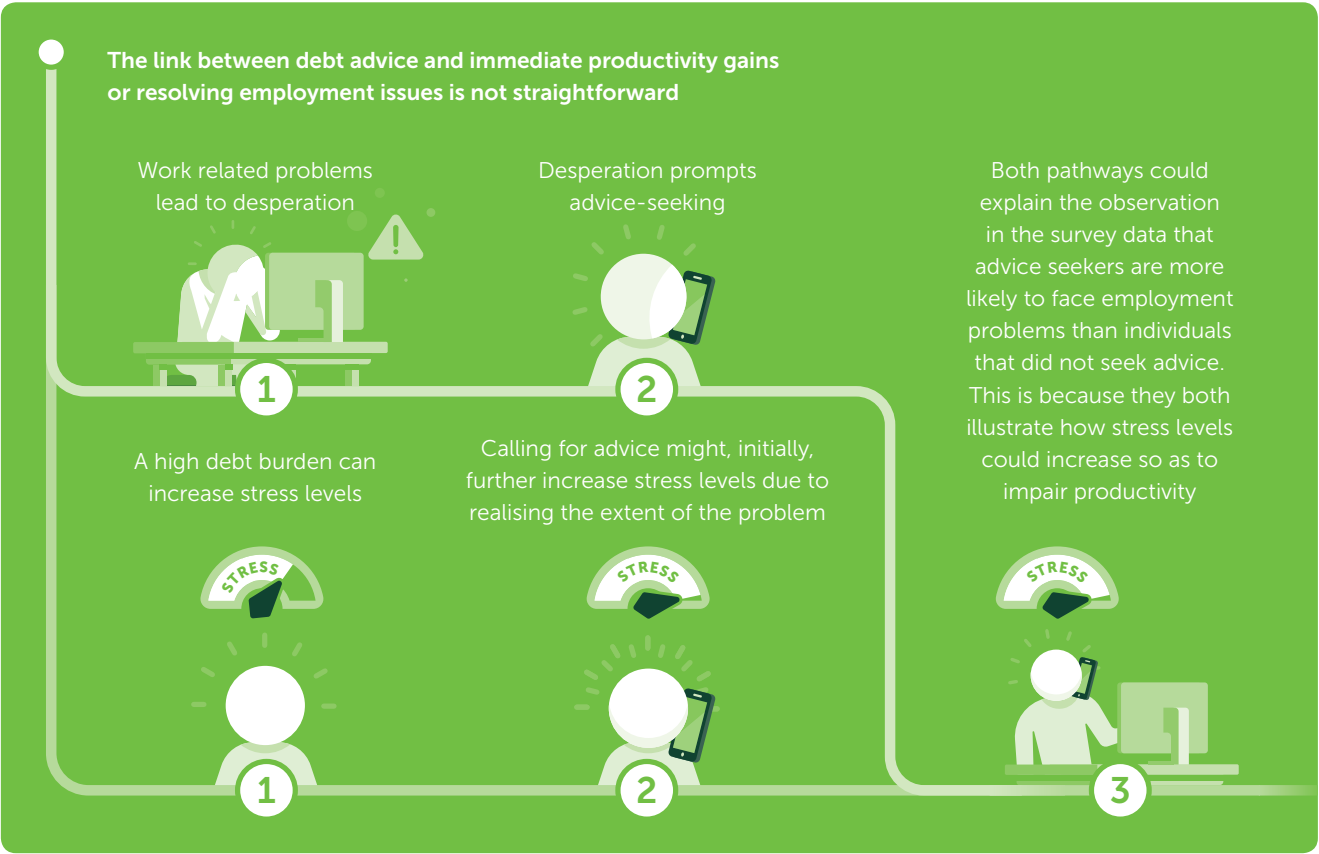 The link between debt advice and immediate productivity gains
or resolving employment issues is not straightforward
Work related problems
lead to desperation
!
1
Desperation prompts
advice-seeking
2
A high debt burden can
increase stress levels
STRESS
1
Calling for advice might, initially,
further increase stress levels due to
realising the extent of the problem
STRESS
2
Both pathways could
explain the observation
in the survey data that
advice seekers are more
likely to face employment
problems than individuals
that did not seek advice.
This is because they both
illustrate how stress levels
could increase so as to
impair productivity
STRESS
3